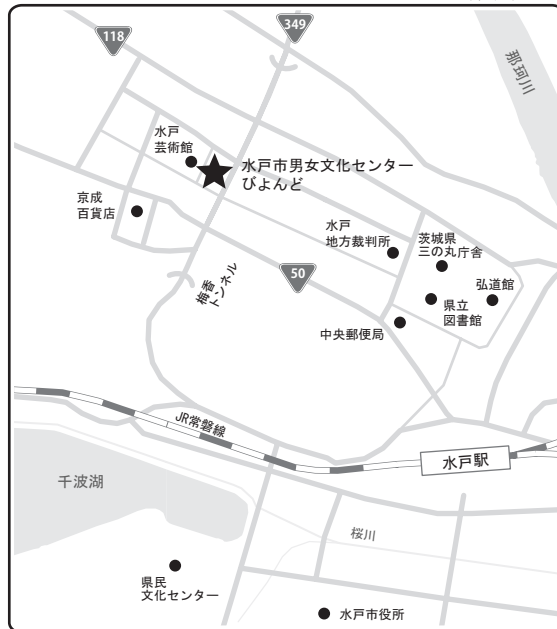 349
118
那珂川
水戸
芸術館
水戸市男女文化センター
びよんど
京成
百貨店
水戸
地方裁判所
茨城県
三の丸庁舎
弘道館
梅香
トンネル
50
県立
図書館
中央郵便局
JR常磐線
水戸駅
千波湖
桜川
県民
文化センター
水戸市役所